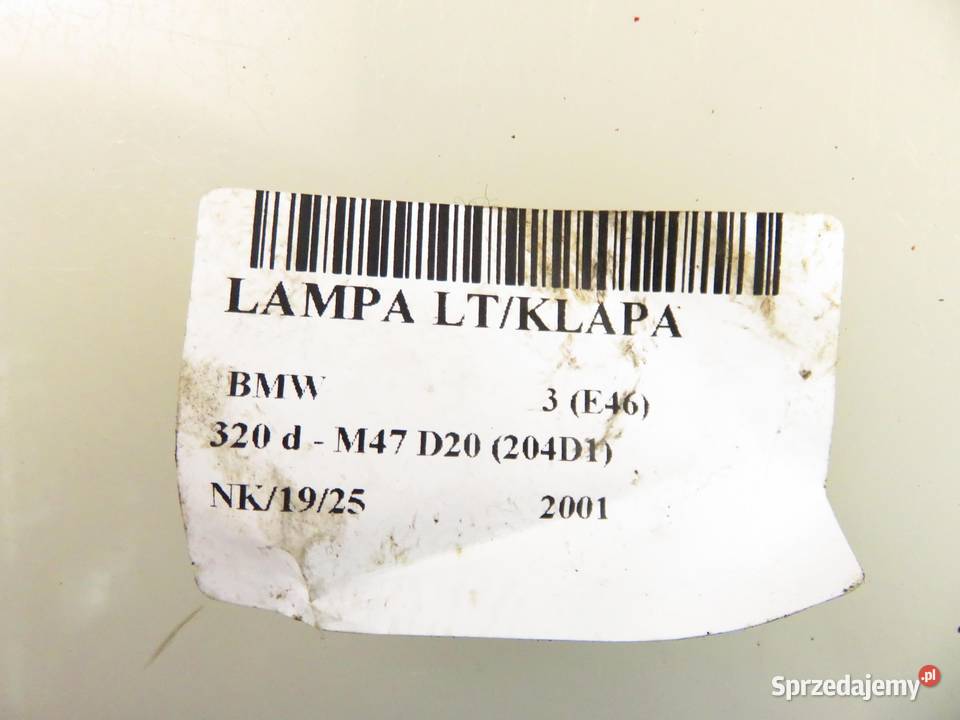 LAMPA LT/KLAPA
BMW 3 (E46)
320 d - M47 D20 (204D1)
NK/19/25 2001
Sprzedajemy.pl